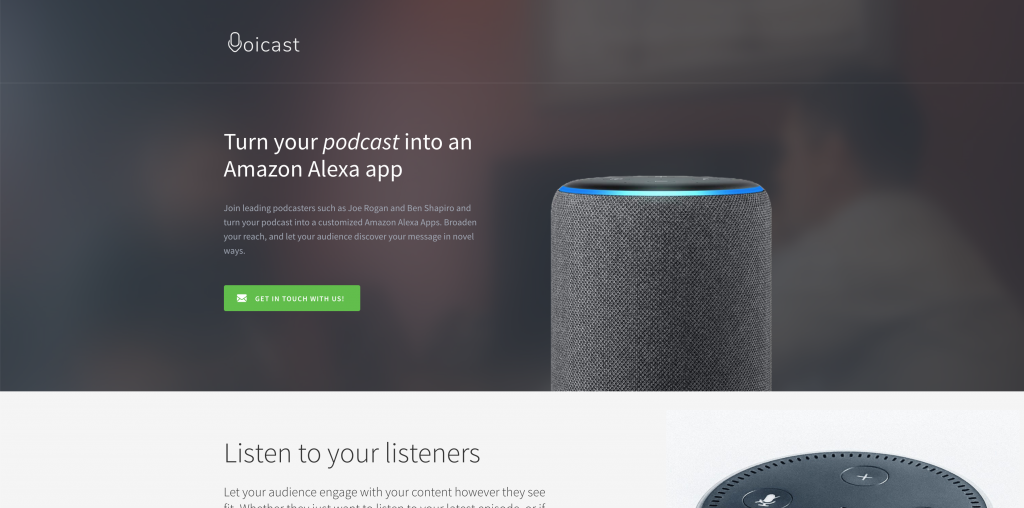 Voicast
Turn your podcast into an
Amazon Alexa app
Join leading podcasters such as Joe Rogan and Ben Shapiro and
turn your podcast into a customized Amazon Alexa Apps. Broaden
your reach, and let your audience discover your message in novel
ways.
GET IN TOUCH WITH US!
Listen to your listeners
Let your audience engage with your content however they see
fit. Whether they just want to listen to your latest episode, or if